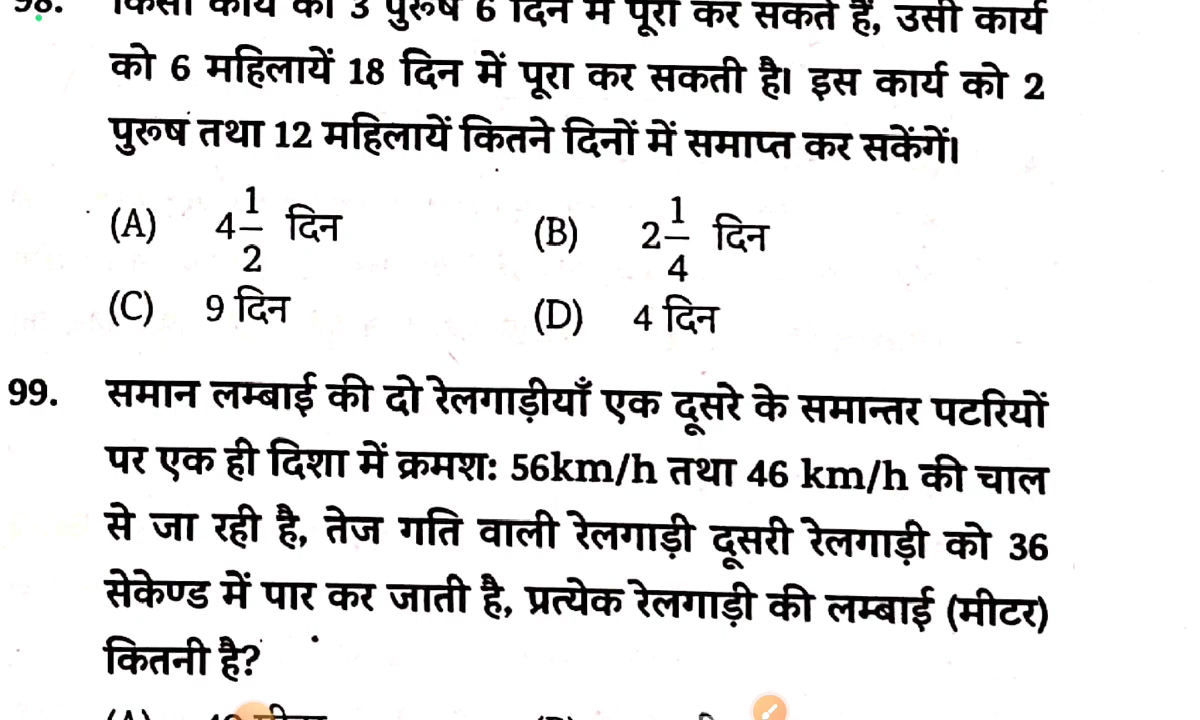 98. किसी कार्य को 3 पुरूष 6 दिन में पूरा कर सकते हैं, उसी कार्य
को 6 महिलायें 18 दिन में पूरा कर सकती है। इस कार्य को 2
पुरूष तथा 12 महिलायें कितने दिनों में समाप्त कर सकेंगें।
(A) 4 1/2 दिन (B) 2 1/4 दिन
(C) 9 दिन (D) 4 दिन
99. समान लम्बाई की दो रेलगाड़ीयाँ एक दूसरे के समान्तर पटरियों
पर एक ही दिशा में क्रमश: 56km/h तथा 46 km/h की चाल
से जा रही है, तेज गति वाली रेलगाड़ी दूसरी रेलगाड़ी को 36
सेकेण्ड में पार कर जाती है, प्रत्येक रेलगाड़ी की लम्बाई (मीटर)
कितनी है?